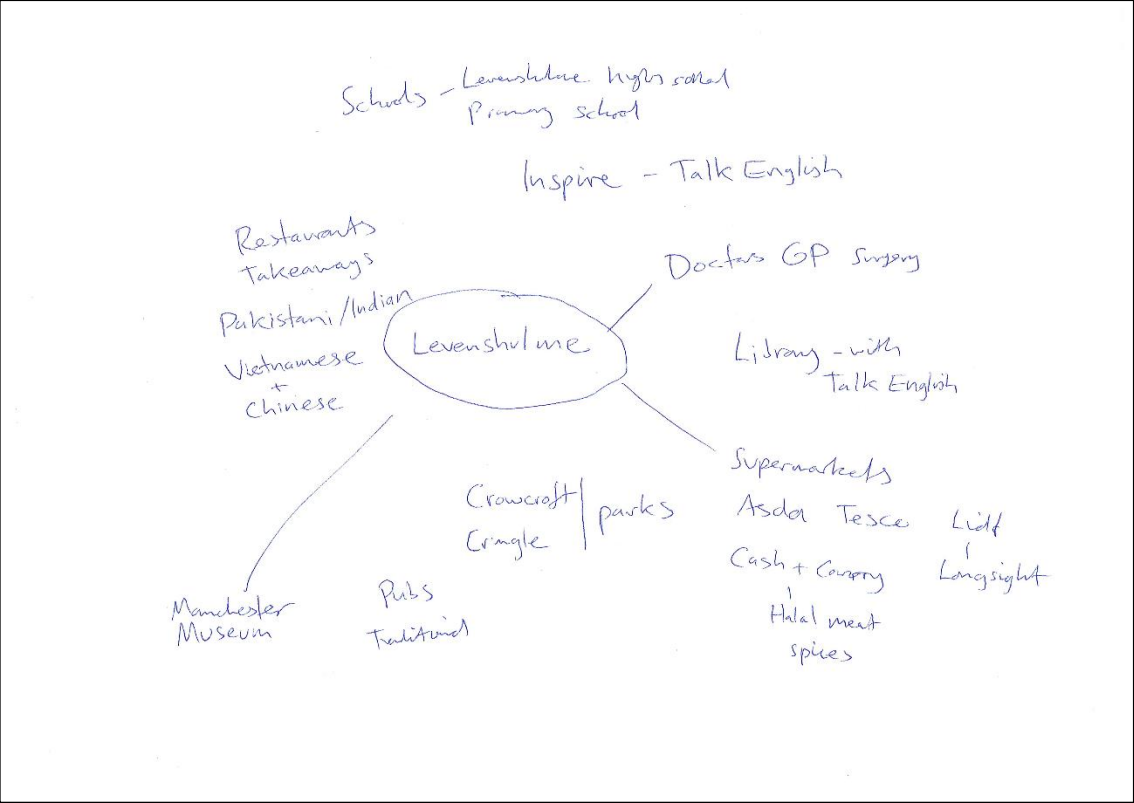 Schools - Levenshulme high school
Primary school
Inspire - Talk English
Restaurants
Takeaways
Pakistani/Indian
Vietnamese
+
Chinese
Levenshulme
Doctors GP surgery
Library - with
Talk English
Supermarkets
Asda Tesco Lidl
Cash + Carry Longsight
Halal meat
spices
Crowcroft
Cringle
parks
Pubs
Traditional
Manchester
Museum